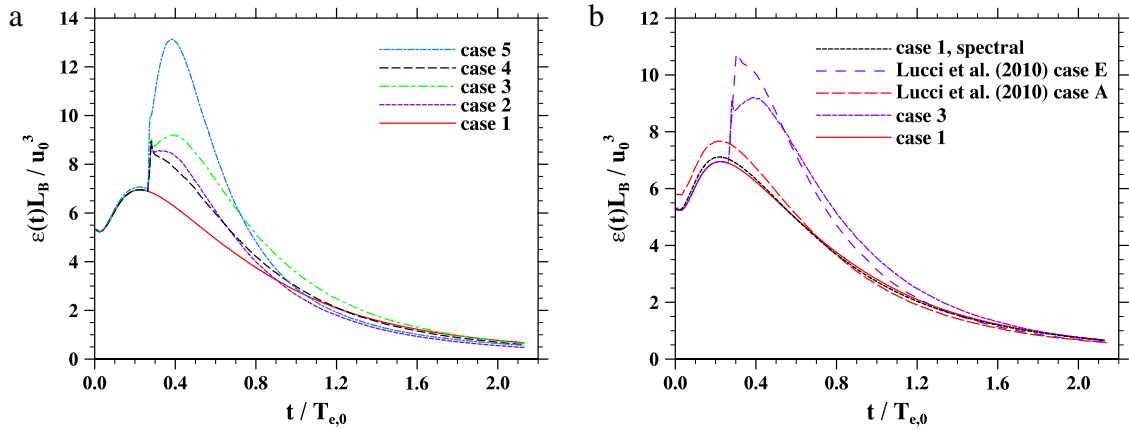 a
14
12
10
8
6
4
2
0
ε(t)L_B / u_0^3
0.0 0.4 0.8 1.2 1.6 2.0
t / T_e,0
case 5
case 4
case 3
case 2
case 1
b
12
10
8
6
4
2
0
ε(t)L_B / u_0^3
0.0 0.4 0.8 1.2 1.6 2.0
t / T_e,0
case 1, spectral
Lucci et al. (2010) case E
Lucci et al. (2010) case A
case 3
case 1